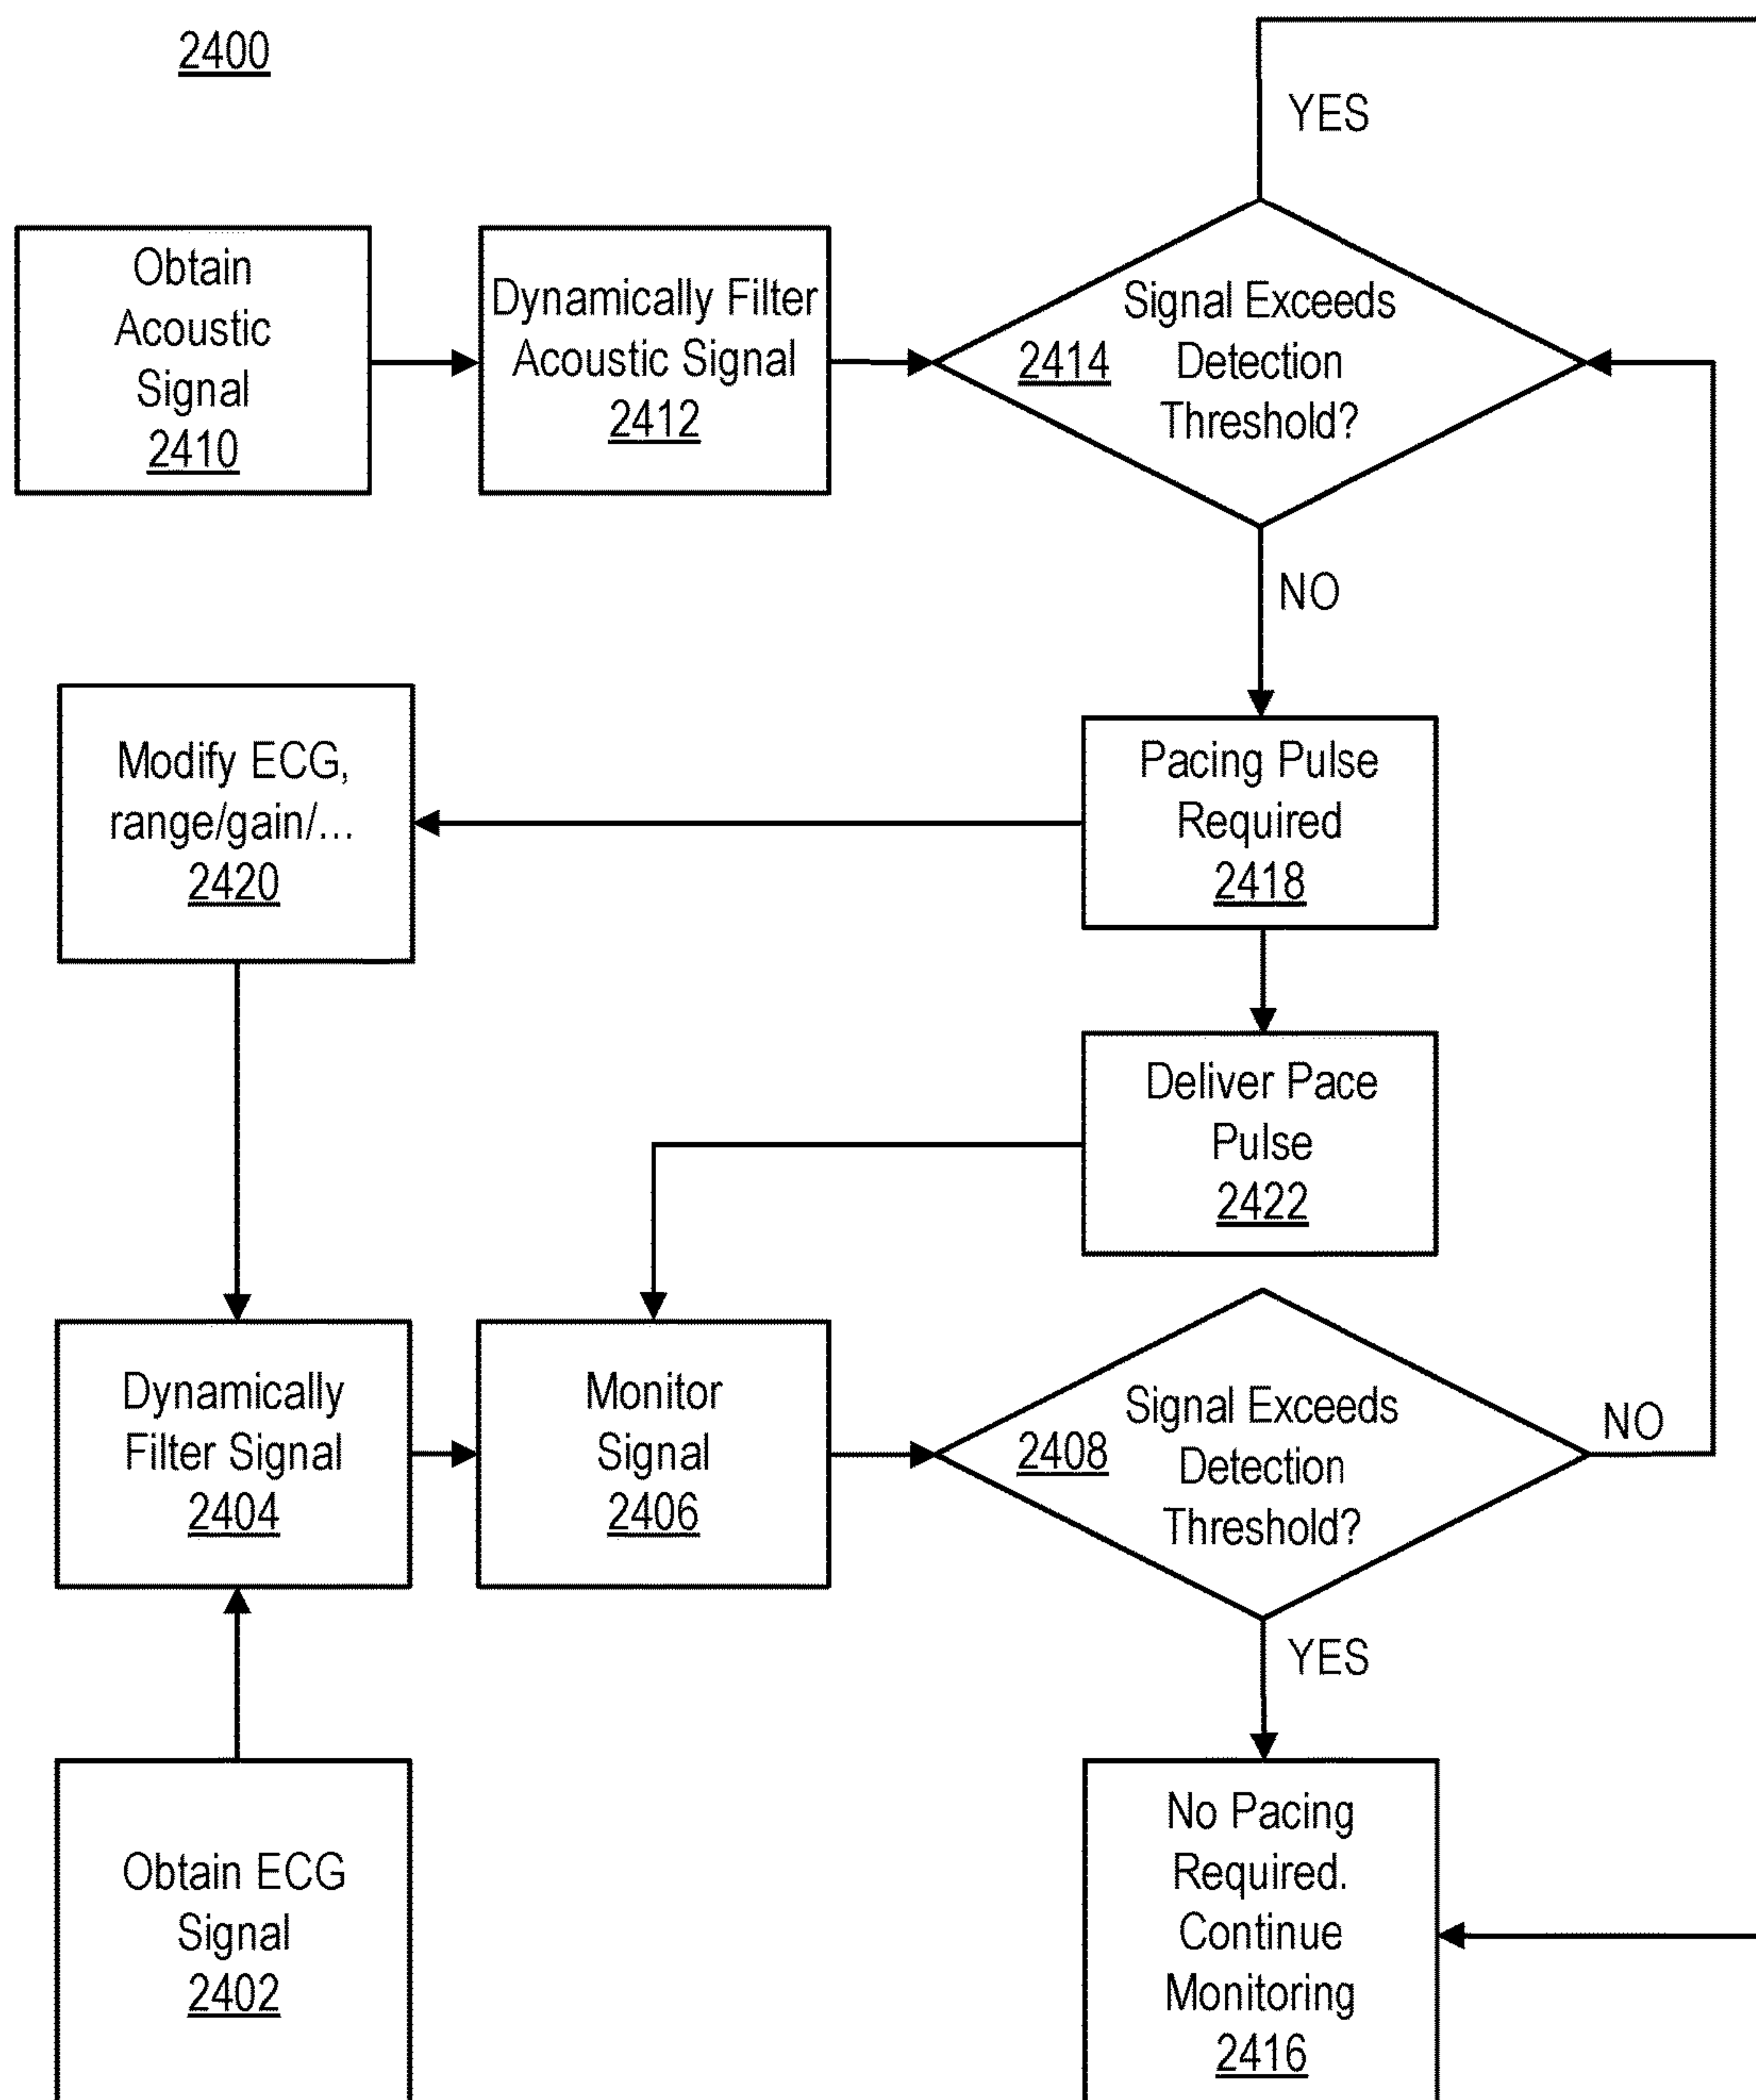 2400
YES
Obtain
Acoustic
Signal
2410
Dynamically Filter
Acoustic Signal
2412
Signal Exceeds
2414
Detection
Threshold?
NO
Modify ECG,
range/gain/...
2420
Pacing Pulse
Required
2418
Deliver Pace
Pulse
2422
Dynamically
Filter Signal
2404
Monitor
Signal
2406
Signal Exceeds
2408
Detection
Threshold?
NO
YES
Obtain ECG
Signal
2402
No Pacing
Required.
Continue
Monitoring
2416